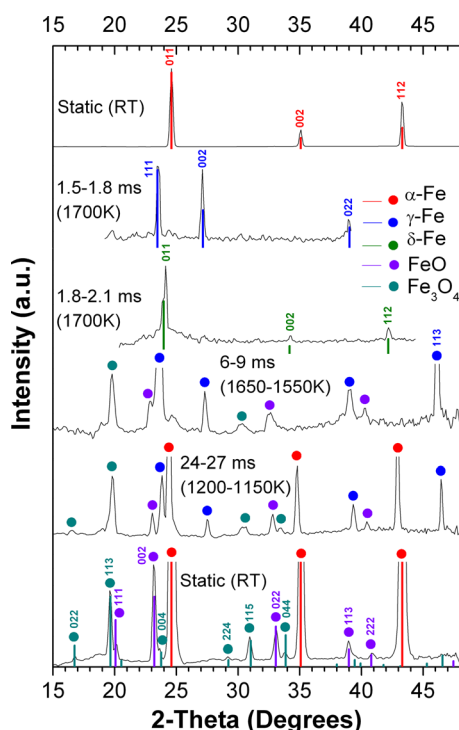 15 20 25 30 35 40 45
011
Static (RT)
002
112
1.5-1.8 ms
(1700K)
111
002
022
α-Fe
γ-Fe
δ-Fe
FeO
Fe3O4
1.8-2.1 ms
(1700K)
011
002
112
6-9 ms
(1650-1550K)
113
24-27 ms
(1200-1150K)
Static (RT)
022
113
111
002
004
224
115
022
044
113
222
Intensity (a.u.)
15 20 25 30 35 40 45
2-Theta (Degrees)